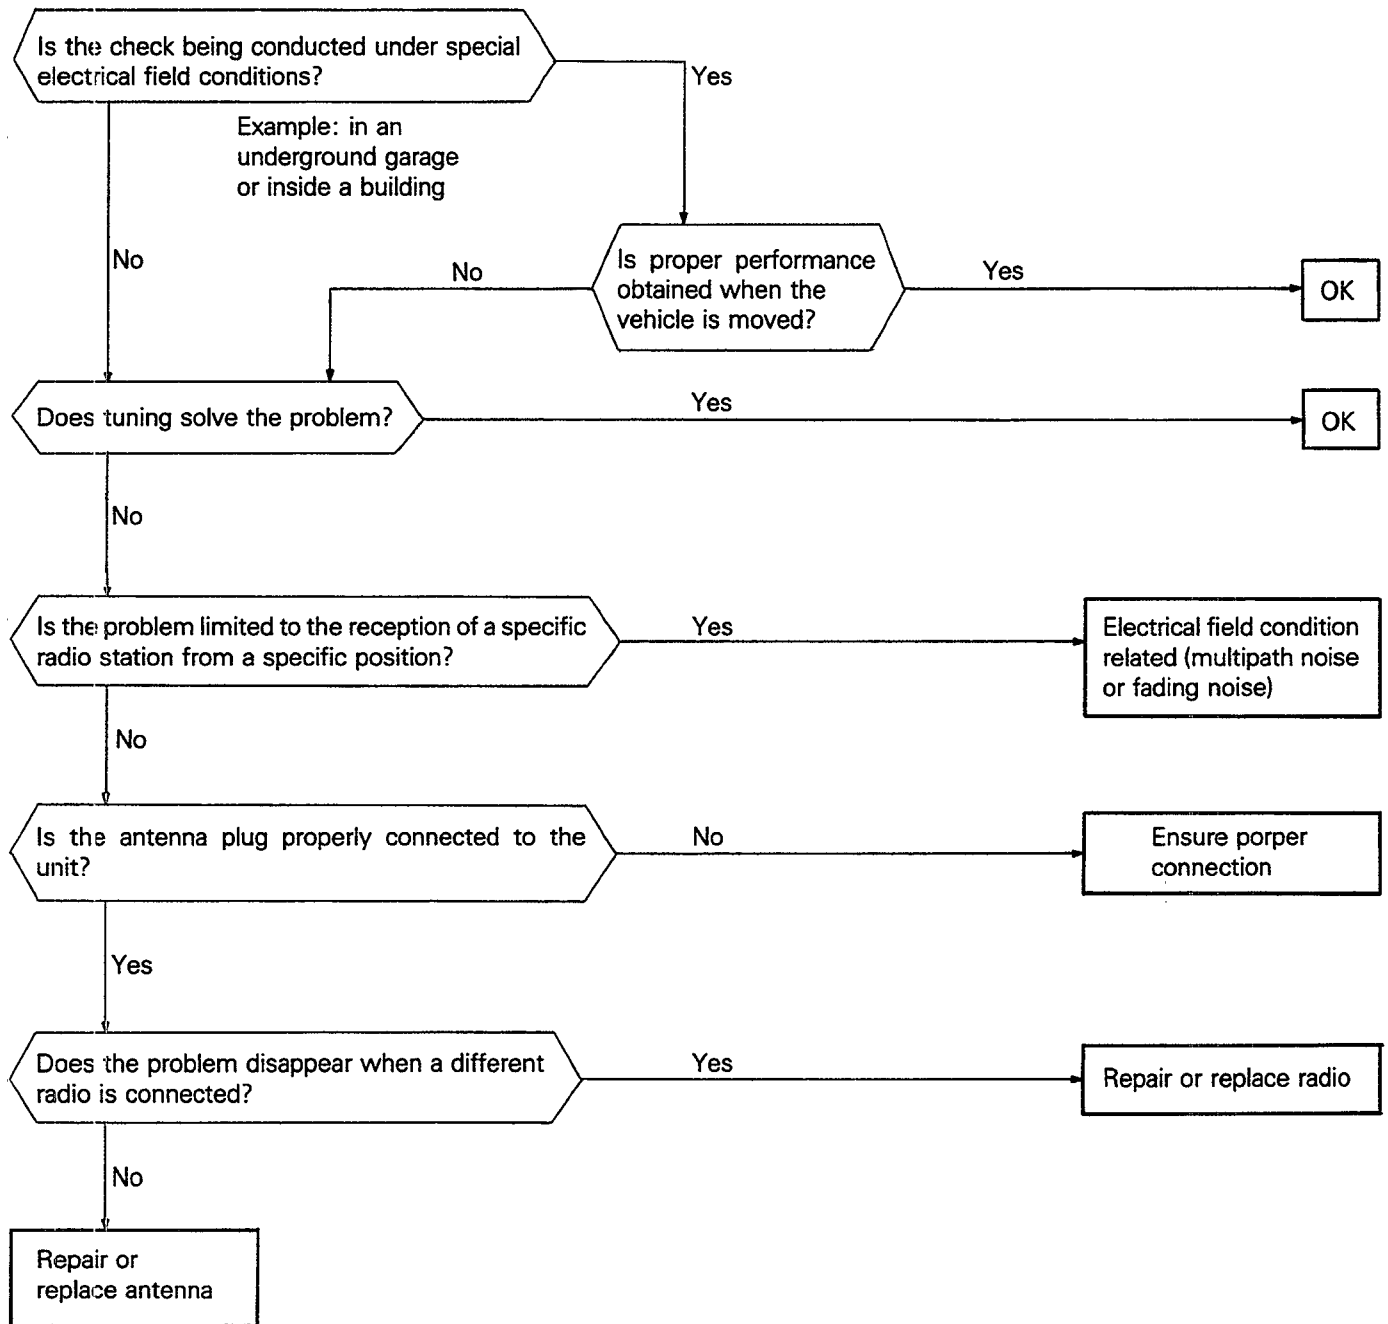 Is the check being conducted under special
electrical field conditions?
Yes
Example: in an
underground garage
or inside a building
No
Is proper performance
obtained when the
vehicle is moved?
No
Yes
OK
Does tuning solve the problem?
Yes
OK
No
Is the problem limited to the reception of a specific
radio station from a specific position?
Yes
Electrical field condition
related (multipath noise
or fading noise)
No
Is the antenna plug properly connected to the
unit?
No
Ensure porper
connection
Yes
Does the problem disappear when a different
radio is connected?
Yes
Repair or replace radio
No
Repair or
replace antenna